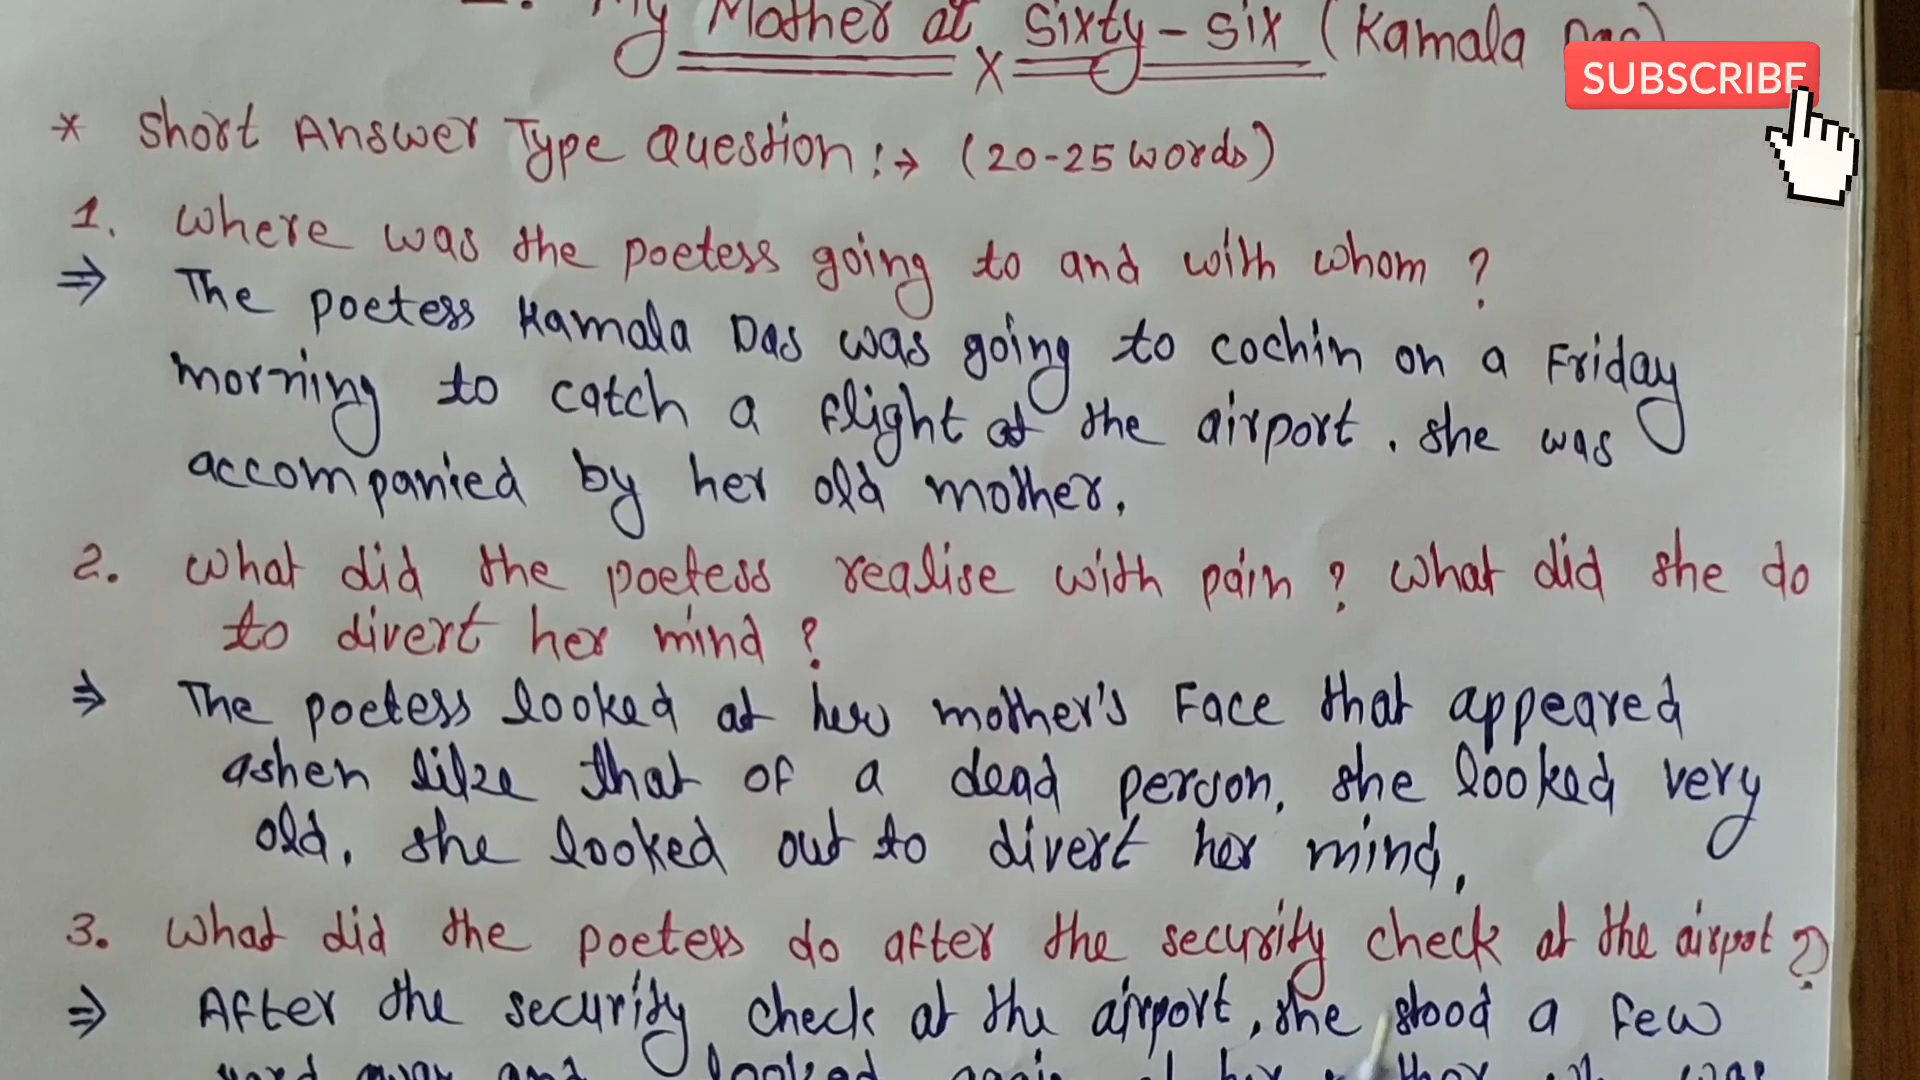 My Mother at Sixty-six (Kamala Das)
SUBSCRIBE
* Short Answer Type Question :→ (20-25 words)
1. Where was the poetess going to and with whom ?
⇒ The poetess Kamala Das was going to cochin on a Friday
morning to catch a flight at the airport. she was
accompanied by her old mother.
2. What did the poetess realise with pain ? What did she do
to divert her mind ?
⇒ The poetess looked at her mother's Face that appeared
ashen like that of a dead person. she looked very
old. she looked out to divert her mind.
3. What did the poetess do after the security check at the airpot ?
⇒ After the security check at the airport, she stood a few
looked again